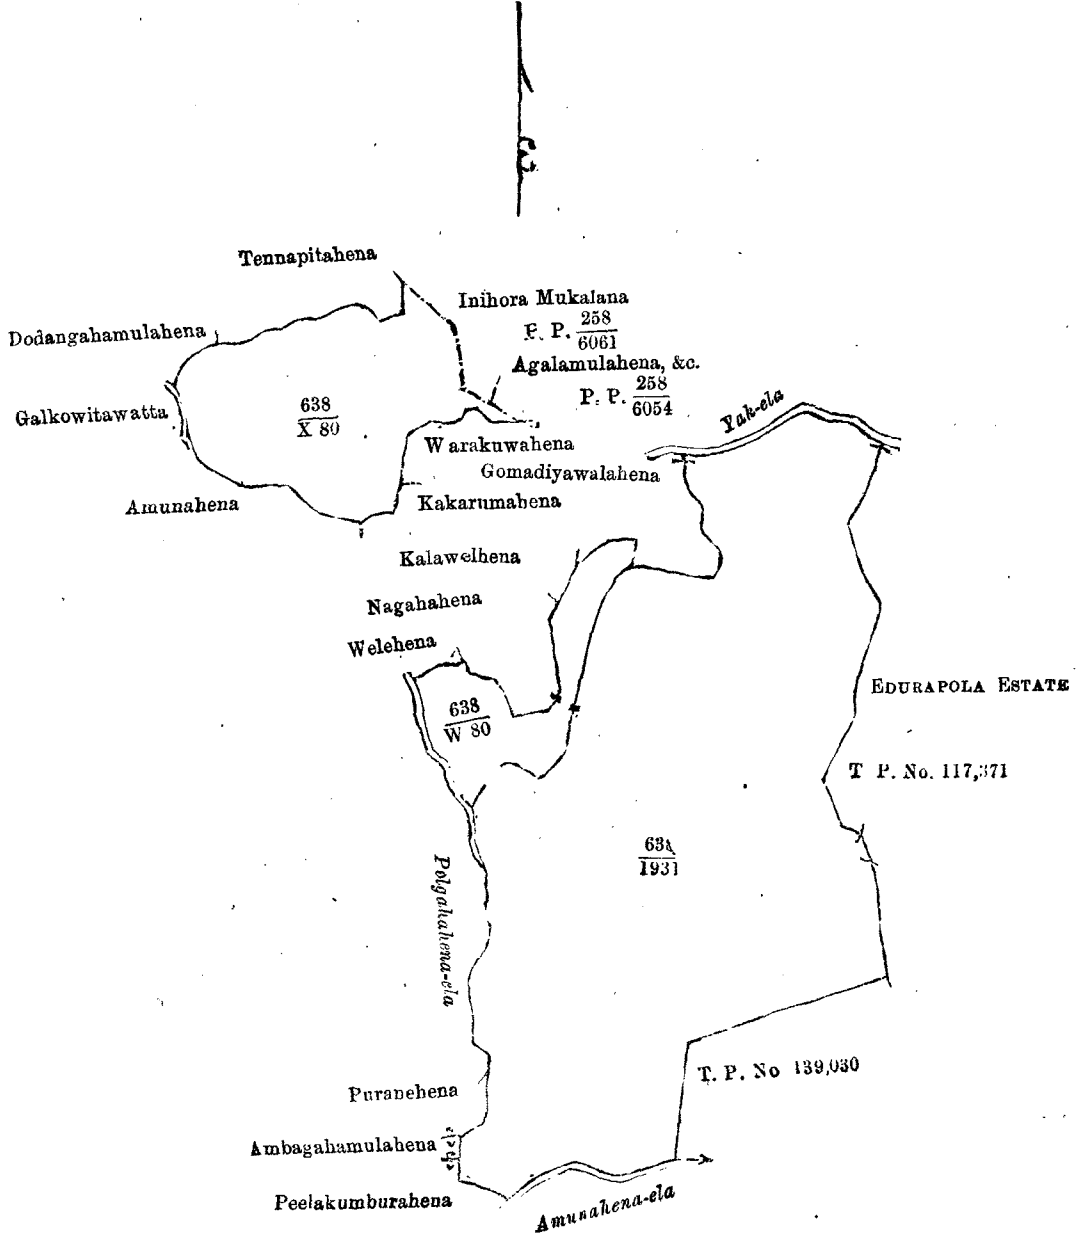 Tennapitahena
Inihora Mukalana
F. P. 258/6061
Dodangahamulahena
Agalamulahena, &c.
P. P. 258/6054
Galkowitawatta
638/X 80
Yak-ela
Warakuwahena
Gomadiyawalahena
Amunahena
Kakarumahena
Kalawelhena
Nagahahena
Welehena
638/W 80
EDURAPOLA ESTATE
T P. No. 117,371
1931
Polgahahena-ela
T. P. No 139,030
Puranehena
Ambagahamulahena
Peelakumburahena
Amunahena-ela